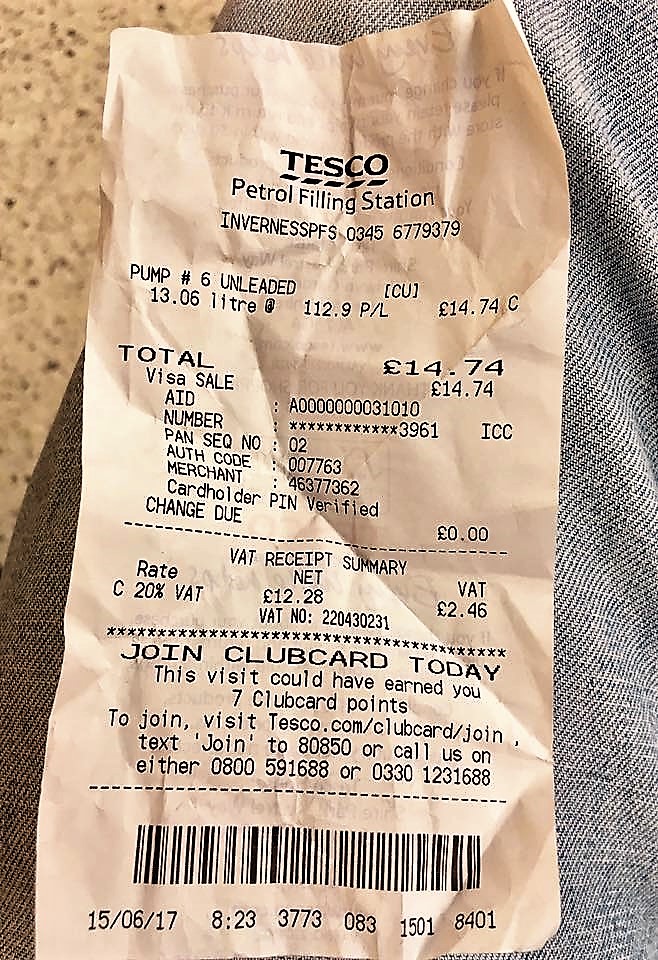 TESCO
Petrol Filling Station
INVERNESSPFS 0345 6779379
PUMP # 6 UNLEADED [CU]
13.06 litre @ 112.9 P/L £14.74 C
TOTAL £14.74
Visa SALE £14.74
AID : A0000000031010
NUMBER : ************3961 ICC
PAN SEQ NO : 02
AUTH CODE : 007763
MERCHANT : 46377362
Cardholder PIN Verified
CHANGE DUE £0.00
VAT RECEIPT SUMMARY
Rate NET VAT
C 20% VAT £12.28 £2.46
VAT NO: 220430231
****************************************
JOIN CLUBCARD TODAY
This visit could have earned you
7 Clubcard points
To join, visit Tesco.com/clubcard/join ,
text 'Join' to 80850 or call us on
either 0800 591688 or 0330 1231688
15/06/17 8:23 3773 083 1501 8401